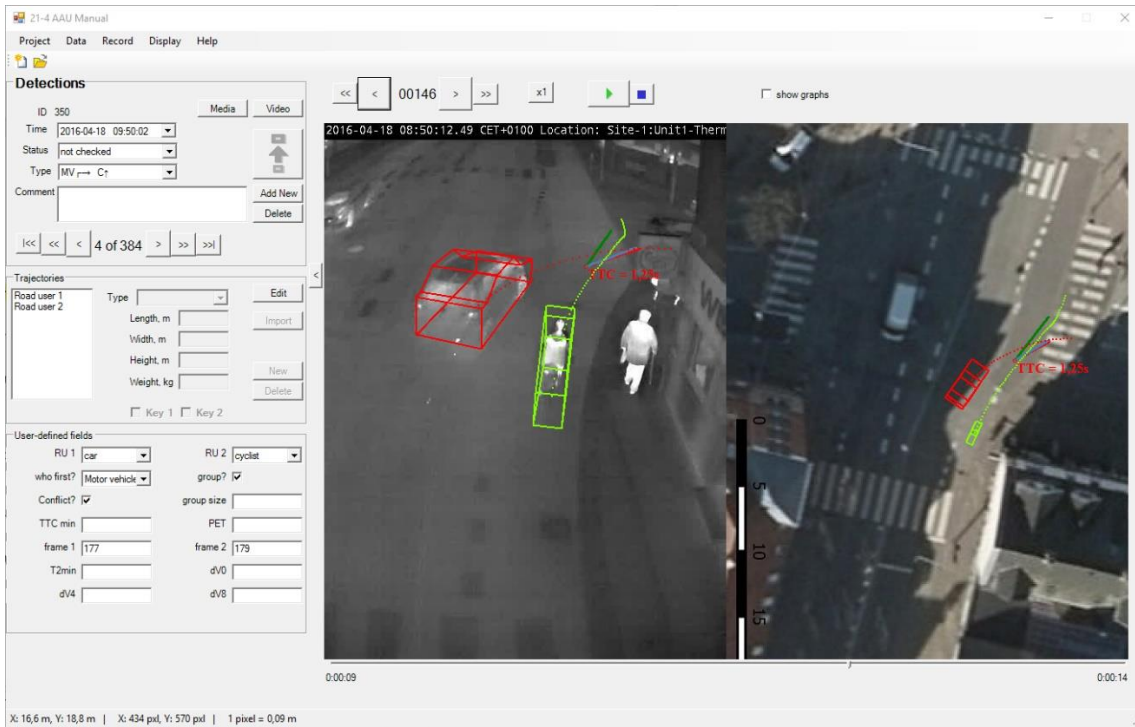 21-4 AAU Manual
Project Data Record Display Help
Detections
ID 350 Media Video
Time 2016-04-18 09:50:02
Status not checked
Type MV ┌→ C↑
Comment
Add New
Delete
|<< << < 4 of 384 > >> >>|
Trajectories
Road user 1
Road user 2
Type Edit
Length, m Import
Width, m
Height, m
Weight, kg New
Delete
Key 1 Key 2
User-defined fields
RU 1 car RU 2 cyclist
who first? Motor vehicle group?
Conflict? group size
TTC min PET
frame 1 177 frame 2 179
T2min dV0
dV4 dV8
<
<< < 00146 > >> x1 show graphs
2016-04-18 08:50:12.49 CET+0100 Location: Site-1:Unit1-Therm
TTC = 1,25s
TTC = 1,25s
0
5
10
15
0:00:09 0:00:14
X: 16,6 m, Y: 18,8 m | X: 434 pxl, Y: 570 pxl | 1 pixel = 0,09 m